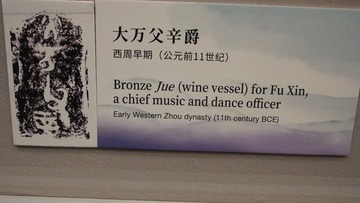 大万父辛爵
西周早期（公元前11世纪）
Bronze Jue (wine vessel) for Fu Xin,
a chief music and dance officer
Early Western Zhou dynasty (11th century BCE)